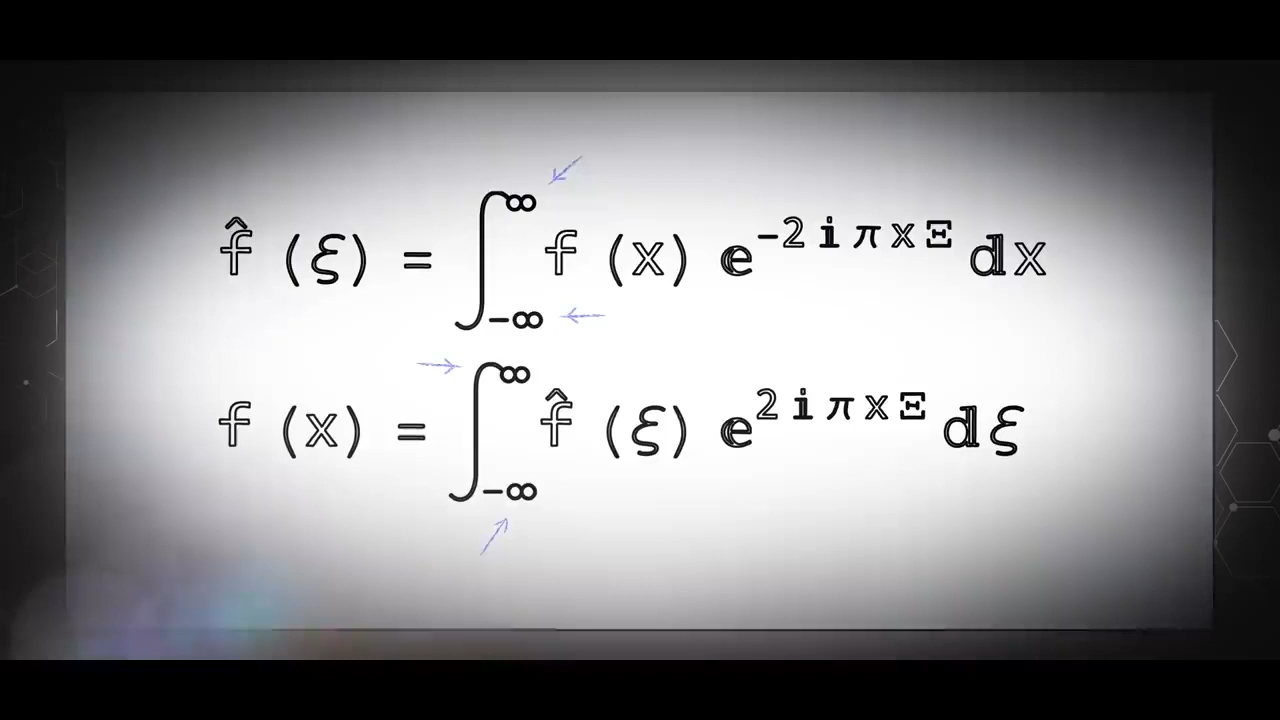 f̂ (ξ) = ∫_{-∞}^{∞} f (x) e^{-2 i π x Ξ} dx
f (x) = ∫_{-∞}^{∞} f̂ (ξ) e^{2 i π x Ξ} dξ